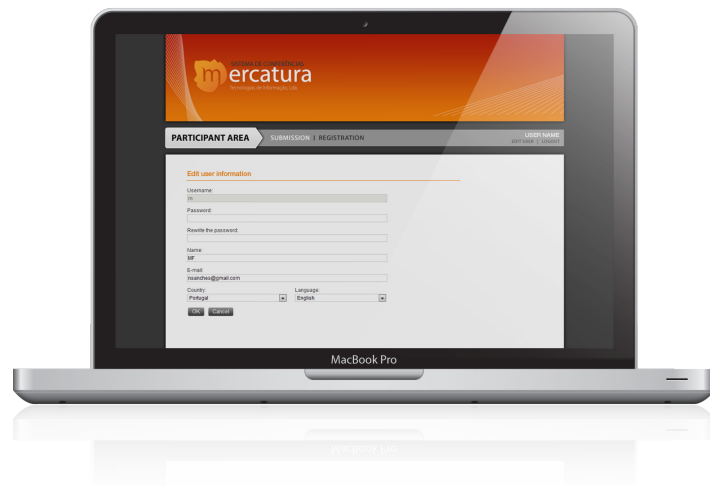 SISTEMA DE CONFERÊNCIAS
mercatura
Tecnologias de Informação, Lda.
PARTICIPANT AREA SUBMISSION | REGISTRATION USER NAME
EDIT USER | LOGOUT
Edit user information
Username:
m
Password:
Rewrite the password:
Name:
MF
E-mail:
nsanches@gmail.com
Country: Language:
Portugal English
OK Cancel
MacBook Pro